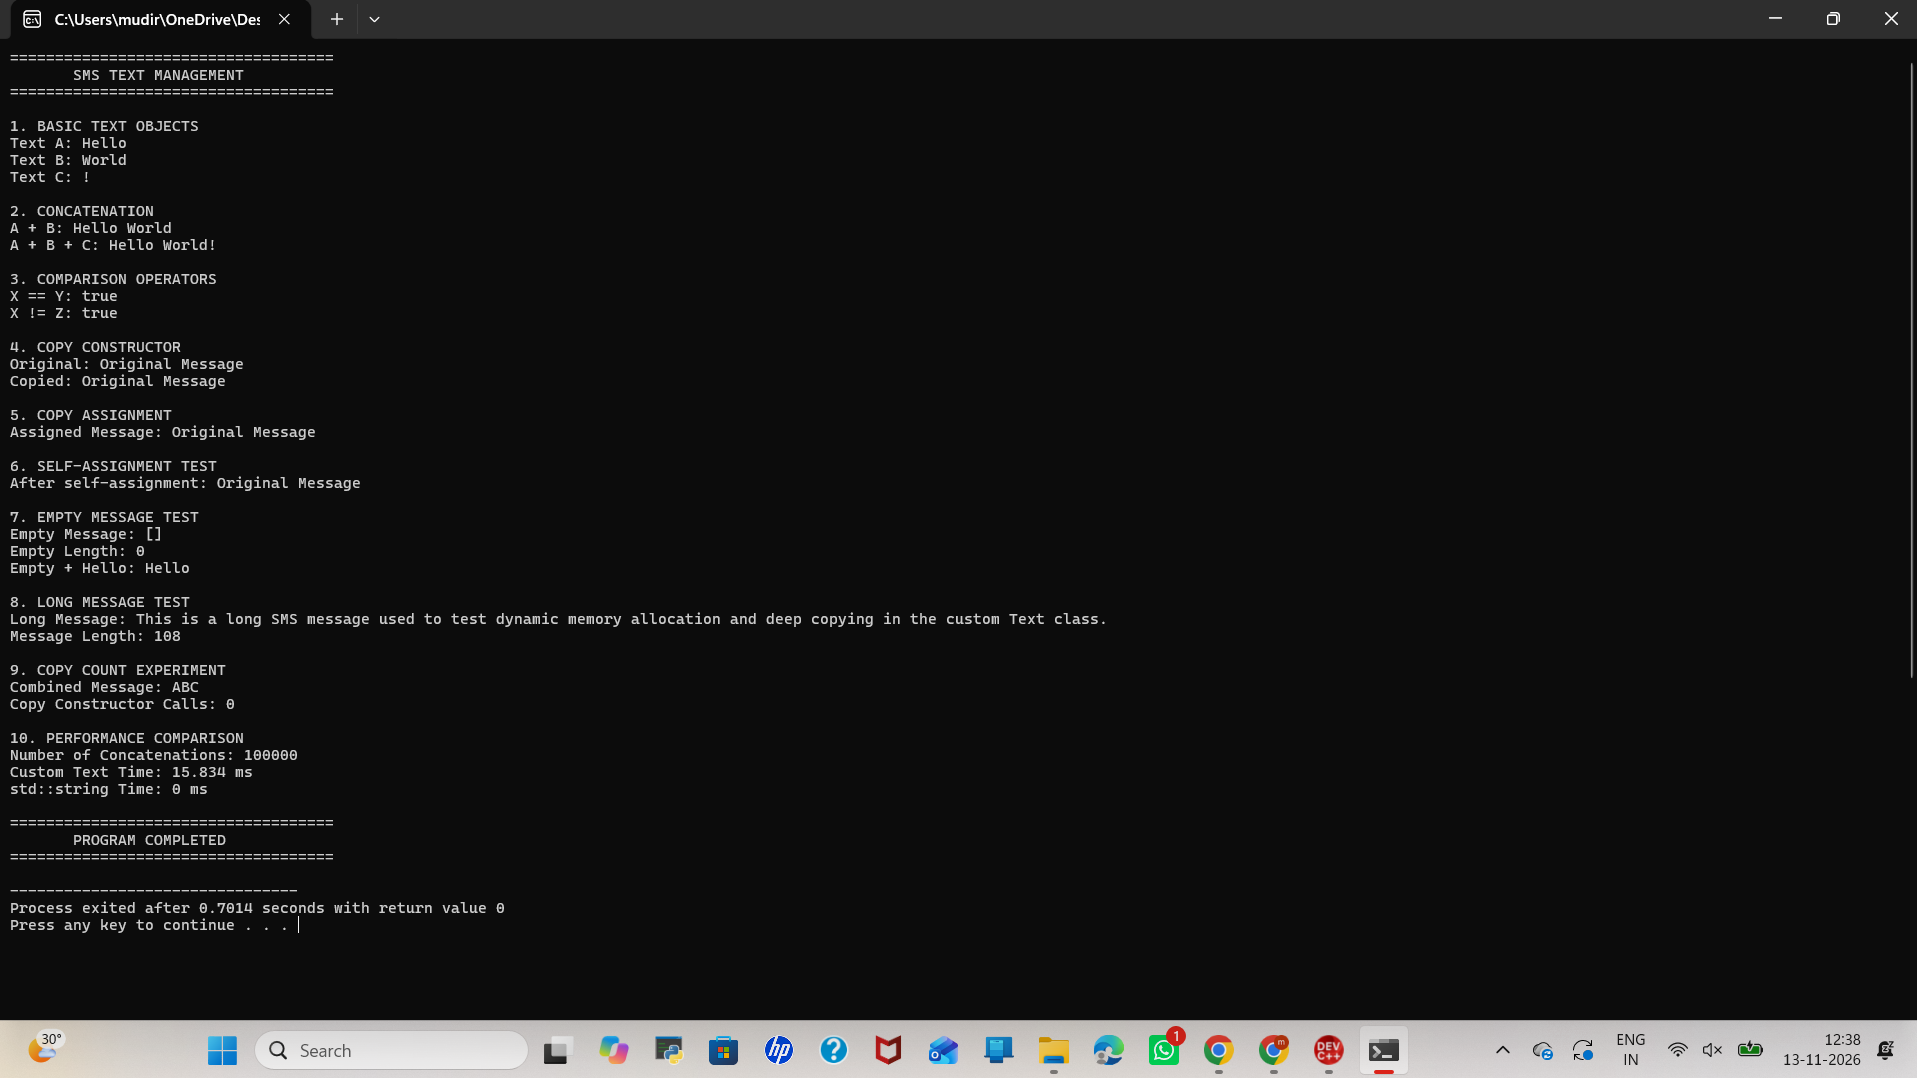 C:\Users\mudir\OneDrive\Des
====================================
SMS TEXT MANAGEMENT
====================================
1. BASIC TEXT OBJECTS
Text A: Hello
Text B: World
Text C: !
2. CONCATENATION
A + B: Hello World
A + B + C: Hello World!
3. COMPARISON OPERATORS
X == Y: true
X != Z: true
4. COPY CONSTRUCTOR
Original: Original Message
Copied: Original Message
5. COPY ASSIGNMENT
Assigned Message: Original Message
6. SELF-ASSIGNMENT TEST
After self-assignment: Original Message
7. EMPTY MESSAGE TEST
Empty Message: []
Empty Length: 0
Empty + Hello: Hello
8. LONG MESSAGE TEST
Long Message: This is a long SMS message used to test dynamic memory allocation and deep copying in the custom Text class.
Message Length: 108
9. COPY COUNT EXPERIMENT
Combined Message: ABC
Copy Constructor Calls: 0
10. PERFORMANCE COMPARISON
Number of Concatenations: 100000
Custom Text Time: 15.834 ms
std::string Time: 0 ms
====================================
PROGRAM COMPLETED
====================================
--------------------------------
Process exited after 0.7014 seconds with return value 0
Press any key to continue . . .
30°
Search
hp
?
1
m
DEV
C++
ENG
IN
12:38
13-11-2026